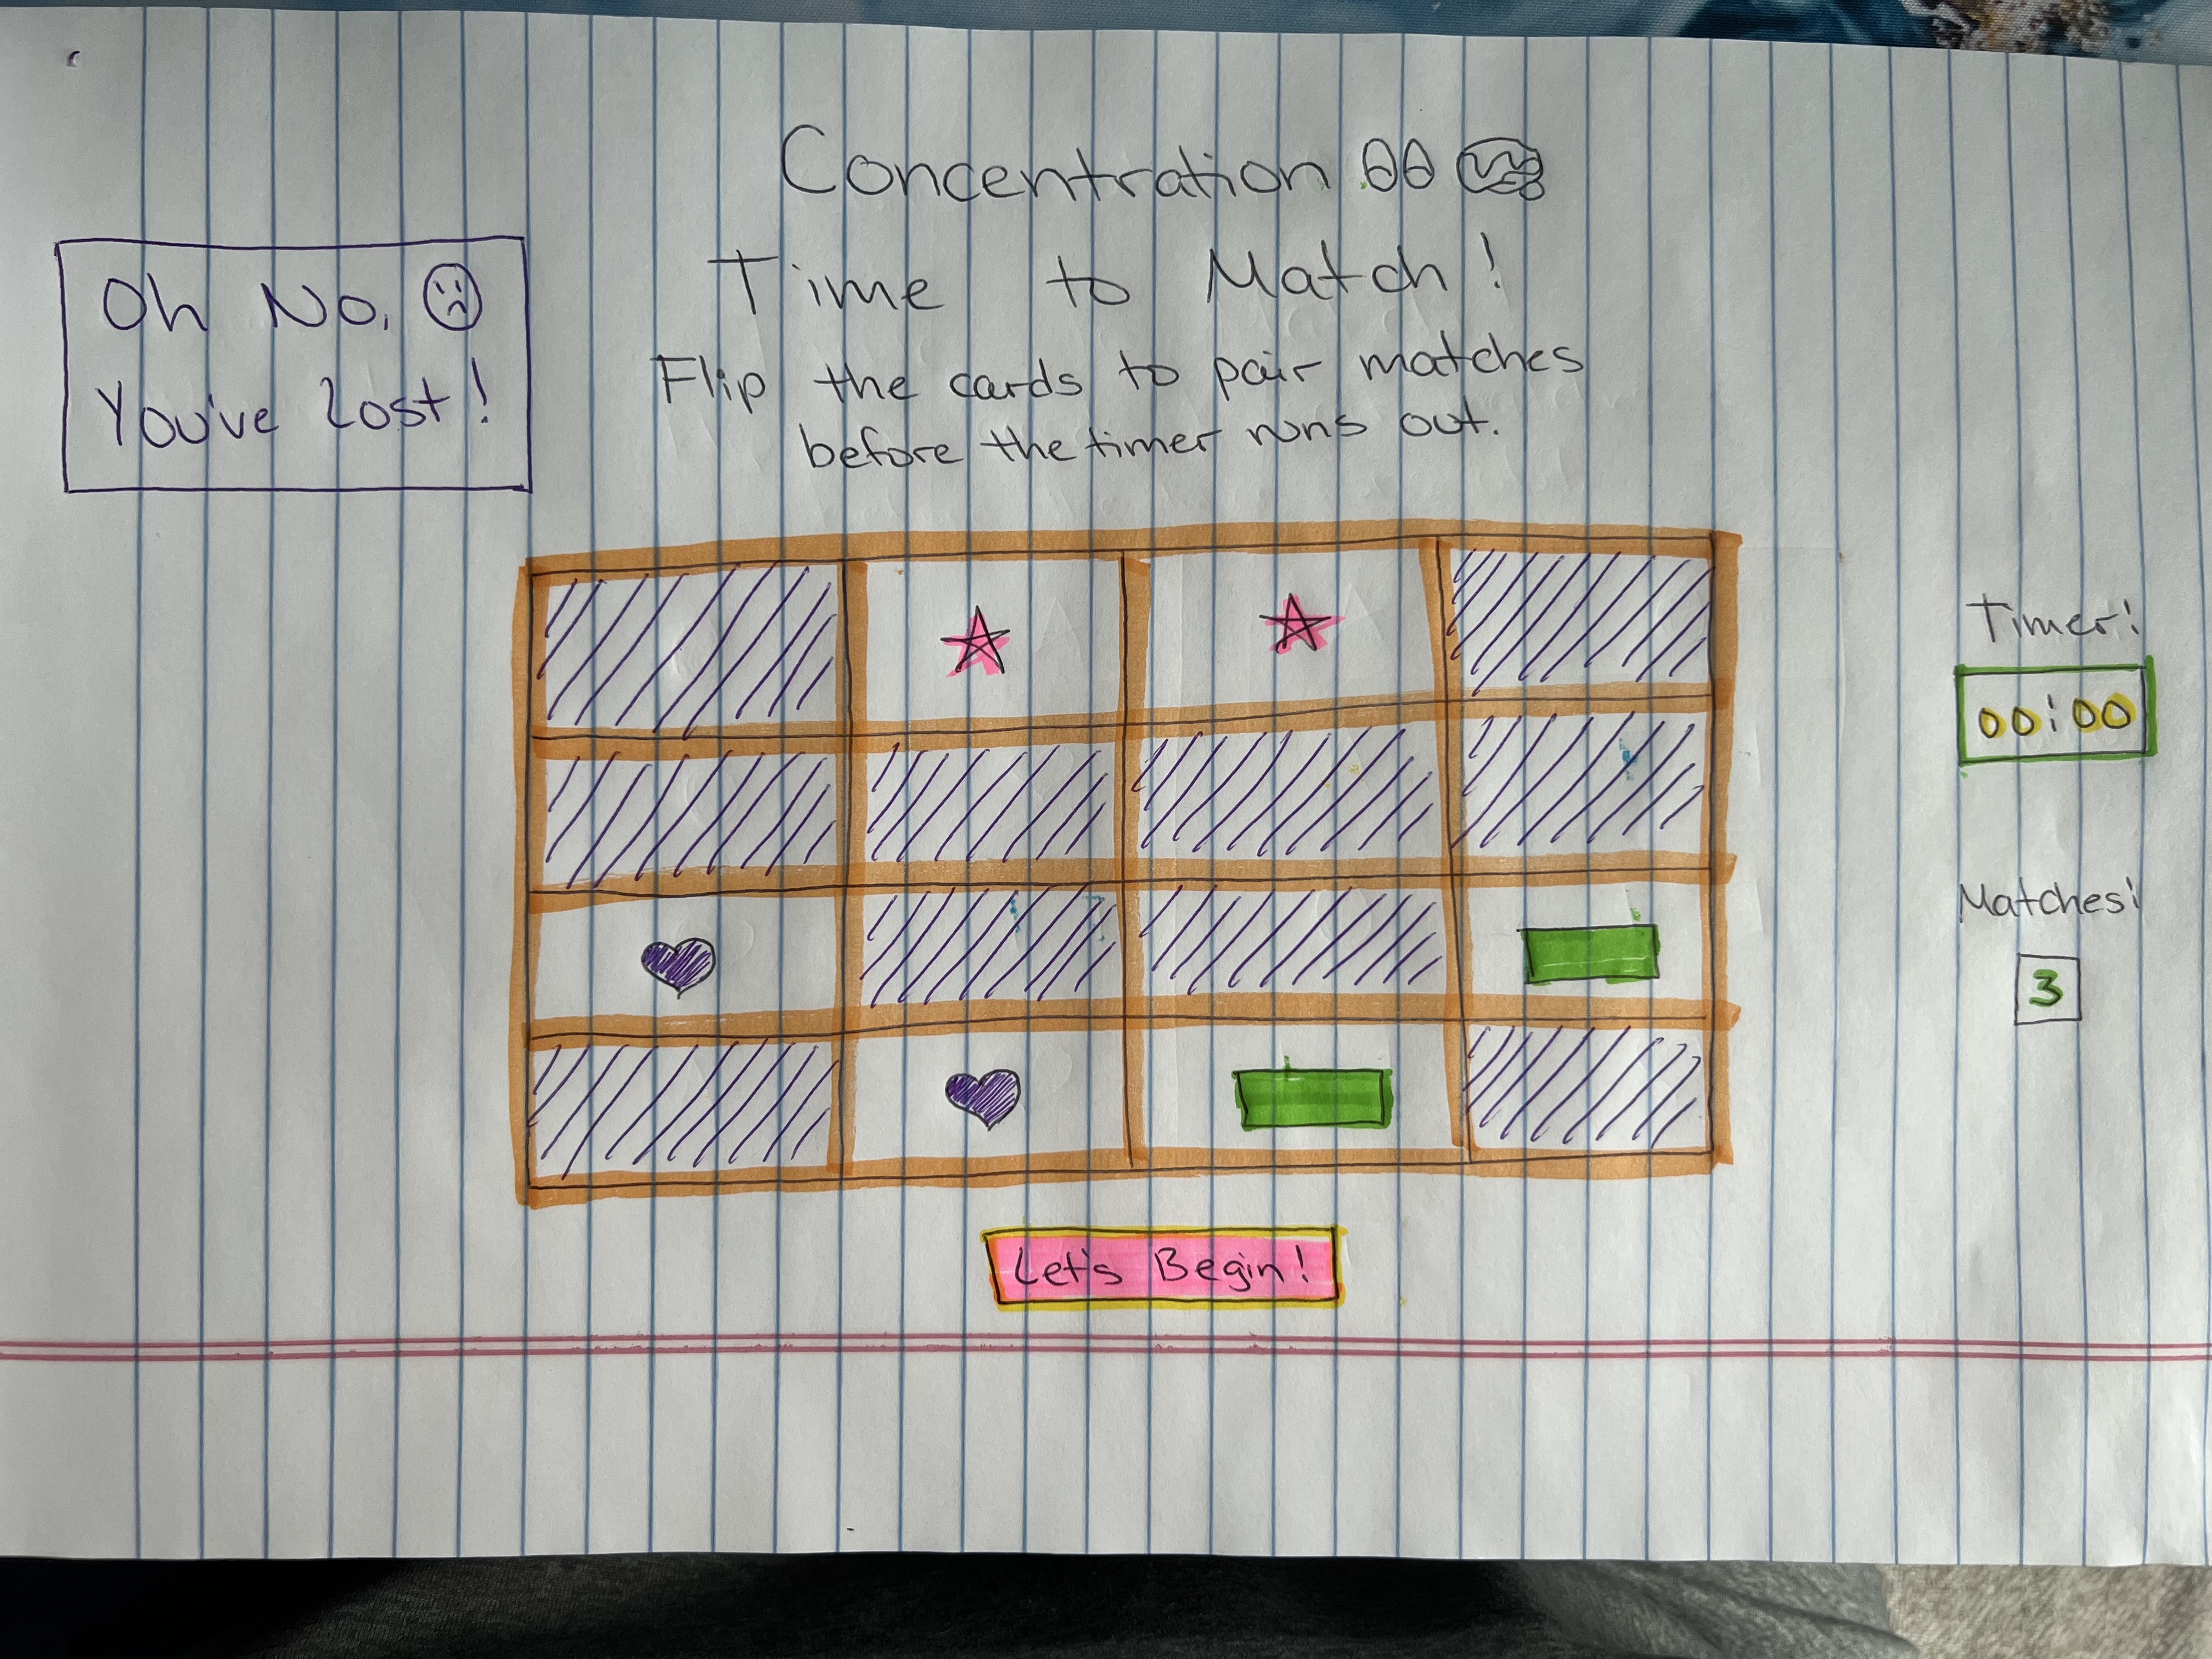 Concentration
Time to Match!
Flip the cards to pair matches
before the timer runs out.
Oh No.
You've Lost!
Timer!
00:00
Matches!
3
Let's Begin!